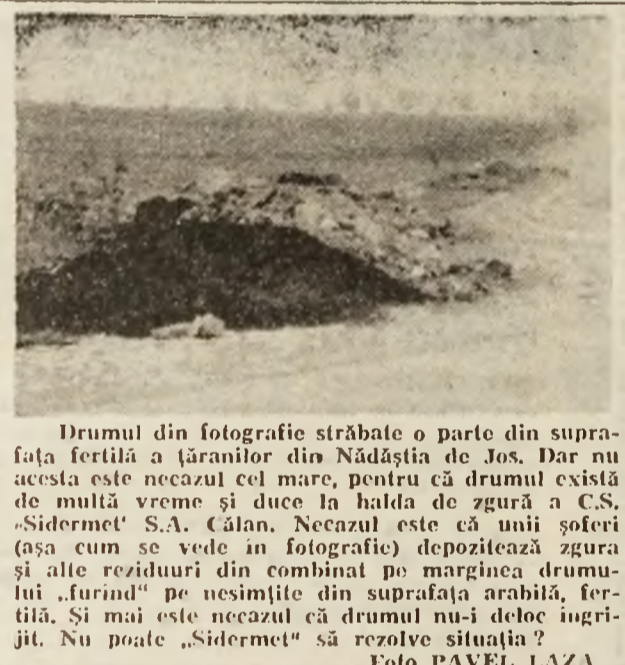 Drumul din fotografie străbate o parte din supra-
fața fertilă a țăranilor din Nădăștia de Jos. Dar nu
acesta este necazul cel mare, pentru că drumul există
de multă vreme și duce la halda de zgură a C.S.
„Sidermet" S.A. Călan. Necazul este că unii șoferi
(așa cum se vede în fotografie) depozitează zgura
și alte reziduuri din combinat pe marginea drumu-
lui „furînd" pe nesimțite din suprafața arabilă, fer-
tilă. Și mai este necazul că drumul nu-i deloc îngri-
jit. Nu poate „Sidermet" să rezolve situația ?
Foto PAVEL LAZA